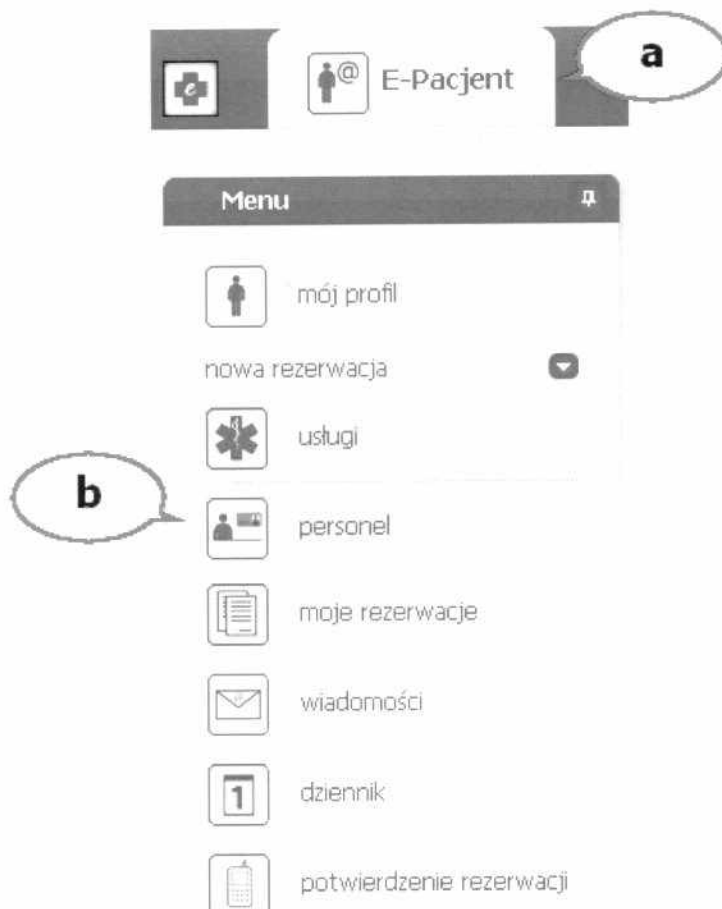 e
@
E-Pacjent
a
Menu
mój profil
nowa rezerwacja
usługi
b
personel
moje rezerwacje
@
wiadomości
1
dziennik
potwierdzenie rezerwacji